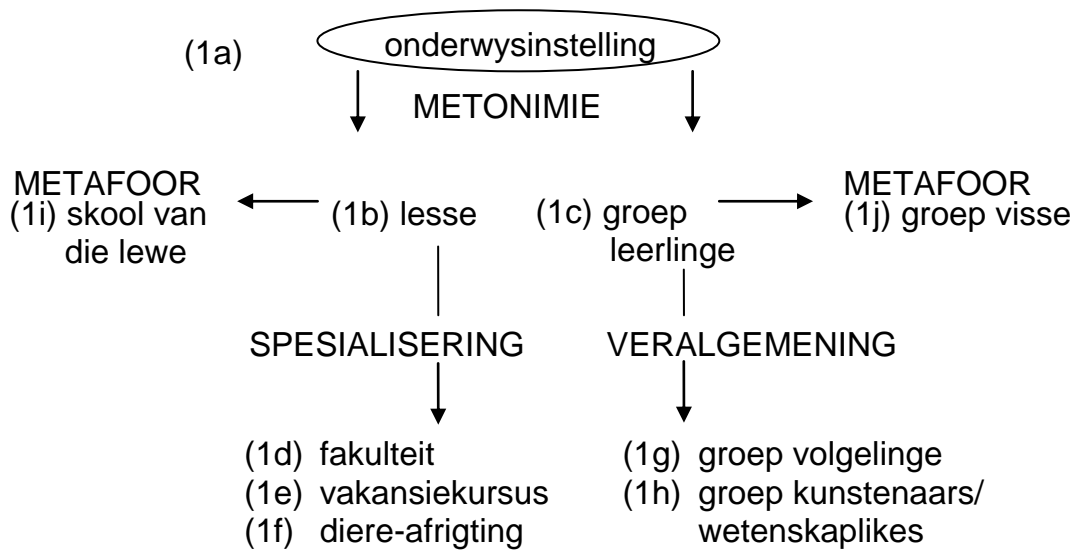 (1a) onderwysinstelling
METONIMIE
METAFOOR
(1i) skool van
die lewe
(1b) lesse
(1c) groep
leerlinge
METAFOOR
(1j) groep visse
SPESIALISERING
VERALGEMENING
(1d) fakulteit
(1e) vakansiekursus
(1f) diere-afrigting
(1g) groep volgelinge
(1h) groep kunstenaars/
wetenskaplikes